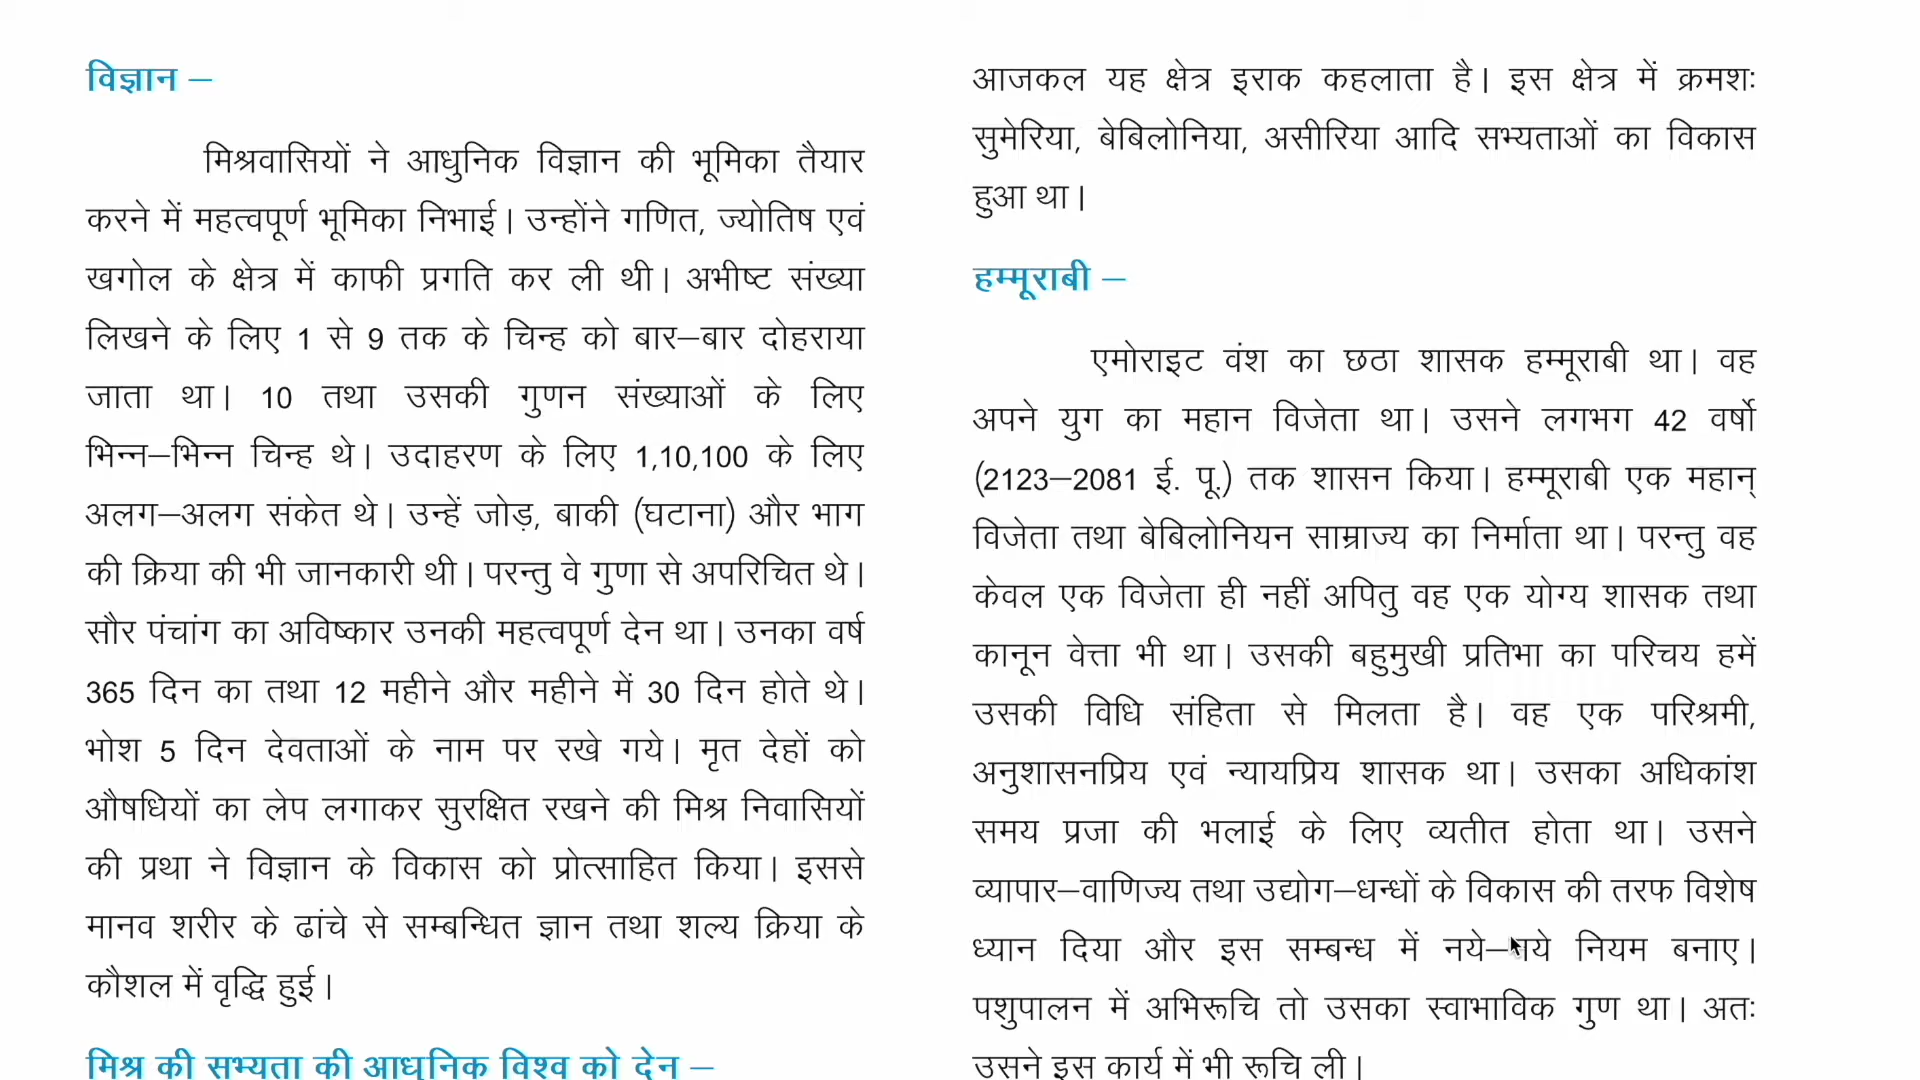 विज्ञान –
मिश्रवासियों ने आधुनिक विज्ञान की भूमिका तैयार
करने में महत्वपूर्ण भूमिका निभाई। उन्होंने गणित, ज्योतिष एवं
खगोल के क्षेत्र में काफी प्रगति कर ली थी। अभीष्ट संख्या
लिखने के लिए 1 से 9 तक के चिन्ह को बार–बार दोहराया
जाता था। 10 तथा उसकी गुणन संख्याओं के लिए
भिन्न–भिन्न चिन्ह थे। उदाहरण के लिए 1,10,100 के लिए
अलग–अलग संकेत थे। उन्हें जोड़, बाकी (घटाना) और भाग
की क्रिया की भी जानकारी थी। परन्तु वे गुणा से अपरिचित थे।
सौर पंचांग का अविष्कार उनकी महत्वपूर्ण देन था। उनका वर्ष
365 दिन का तथा 12 महीने और महीने में 30 दिन होते थे।
भोश 5 दिन देवताओं के नाम पर रखे गये। मृत देहों को
औषधियों का लेप लगाकर सुरक्षित रखने की मिश्र निवासियों
की प्रथा ने विज्ञान के विकास को प्रोत्साहित किया। इससे
मानव शरीर के ढांचे से सम्बन्धित ज्ञान तथा शल्य क्रिया के
कौशल में वृद्धि हुई।
मिश्र की सभ्यता की आधुनिक विश्व को देन –
आजकल यह क्षेत्र इराक कहलाता है। इस क्षेत्र में क्रमशः
सुमेरिया, बेबिलोनिया, असीरिया आदि सभ्यताओं का विकास
हुआ था।
हम्मूराबी –
एमोराइट वंश का छठा शासक हम्मूराबी था। वह
अपने युग का महान विजेता था। उसने लगभग 42 वर्षो
(2123–2081 ई. पू.) तक शासन किया। हम्मूराबी एक महान्
विजेता तथा बेबिलोनियन साम्राज्य का निर्माता था। परन्तु वह
केवल एक विजेता ही नहीं अपितु वह एक योग्य शासक तथा
कानून वेत्ता भी था। उसकी बहुमुखी प्रतिभा का परिचय हमें
उसकी विधि संहिता से मिलता है। वह एक परिश्रमी,
अनुशासनप्रिय एवं न्यायप्रिय शासक था। उसका अधिकांश
समय प्रजा की भलाई के लिए व्यतीत होता था। उसने
व्यापार–वाणिज्य तथा उद्योग–धन्धों के विकास की तरफ विशेष
ध्यान दिया और इस सम्बन्ध में नये–नये नियम बनाए।
पशुपालन में अभिरूचि तो उसका स्वाभाविक गुण था। अतः
उसने इस कार्य में भी रूचि ली।